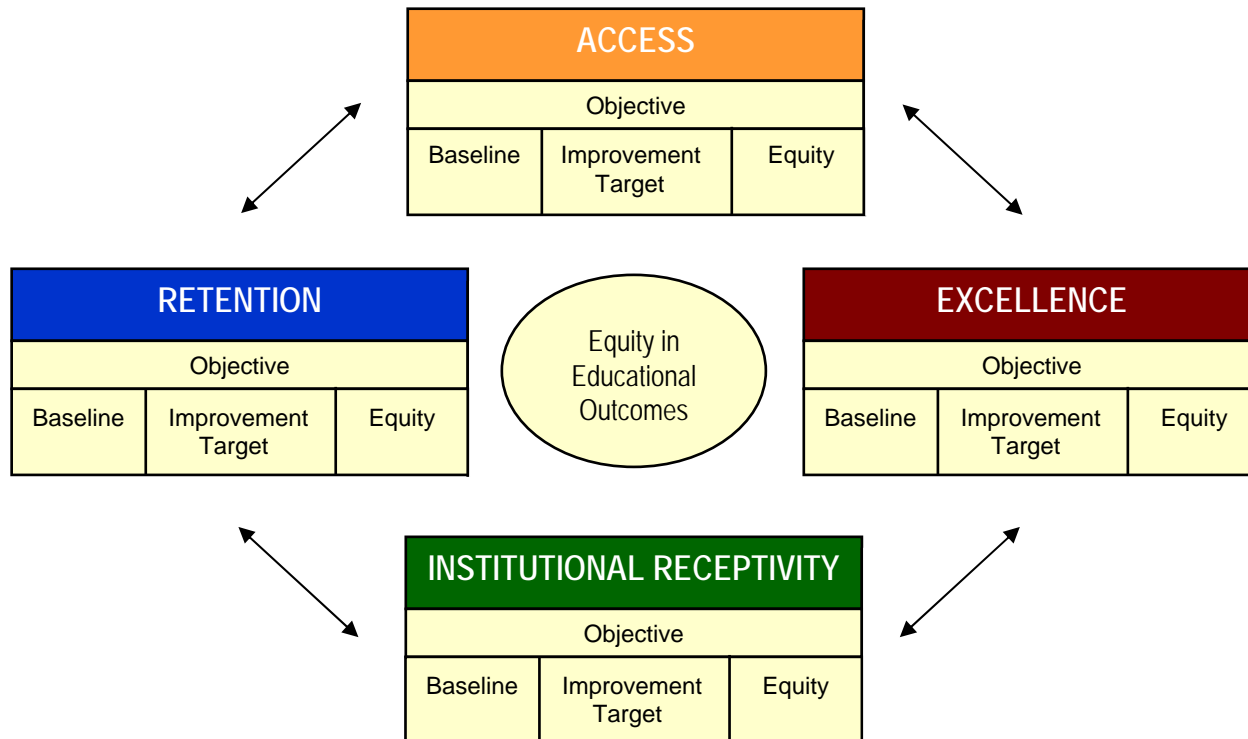 ACCESS
Objective
Baseline
Improvement
Target
Equity
RETENTION
Objective
Baseline
Improvement
Target
Equity
Equity in
Educational
Outcomes
EXCELLENCE
Objective
Baseline
Improvement
Target
Equity
INSTITUTIONAL RECEPTIVITY
Objective
Baseline
Improvement
Target
Equity